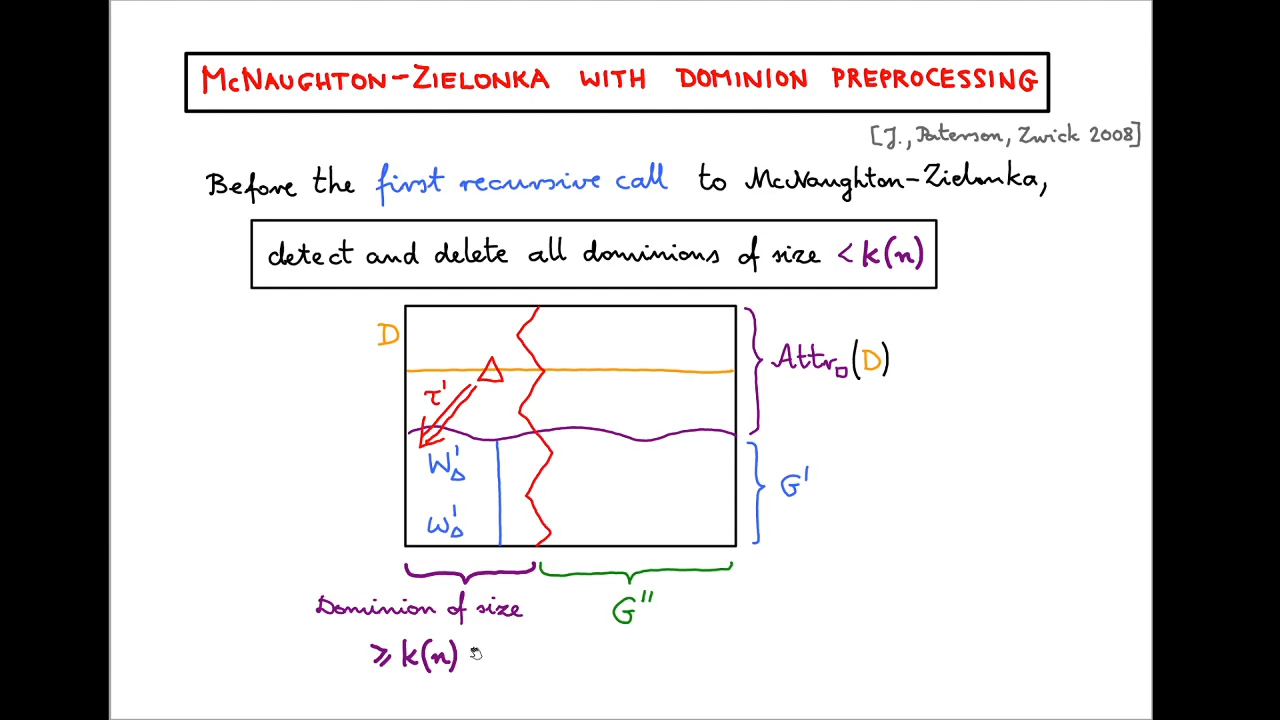 McNAUGHTON-ZIELONKA WITH DOMINION PREPROCESSING
[J., Paterson, Zwick 2008]
Before the first recursive call to McNaughton-Zielonka,
detect and delete all dominions of size < k(n)
D
Attr□(D)
τ'
W'△
G'
w'△
Dominion of size
≥ k(n)
G''